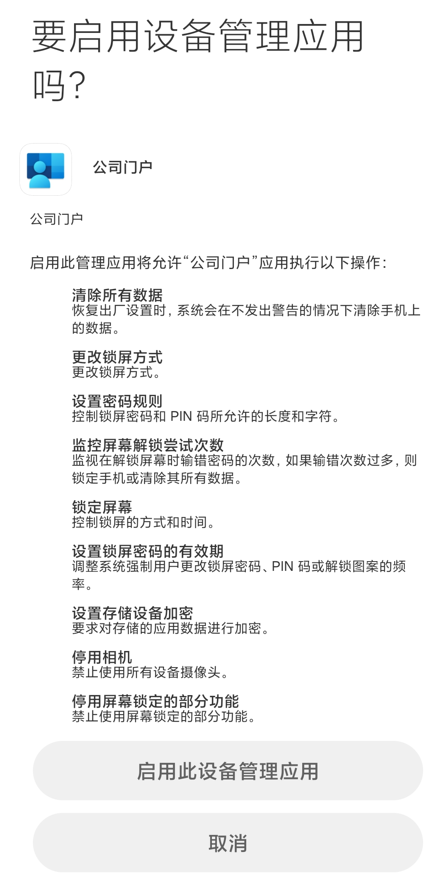 要启用设备管理应用
吗?
公司门户
公司门户
启用此管理应用将允许“公司门户”应用执行以下操作:
清除所有数据
恢复出厂设置时, 系统会在不发出警告的情况下清除手机上
的数据。
更改锁屏方式
更改锁屏方式。
设置密码规则
控制锁屏密码和 PIN 码所允许的长度和字符。
监控屏幕解锁尝试次数
监视在解锁屏幕时输错密码的次数, 如果输错次数过多, 则
锁定手机或清除其所有数据。
锁定屏幕
控制锁屏的方式和时间。
设置锁屏密码的有效期
调整系统强制用户更改锁屏密码、PIN 码或解锁图案的频
率。
设置存储设备加密
要求对存储的应用数据进行加密。
停用相机
禁止使用所有设备摄像头。
停用屏幕锁定的部分功能
禁止使用屏幕锁定的部分功能。
启用此设备管理应用
取消